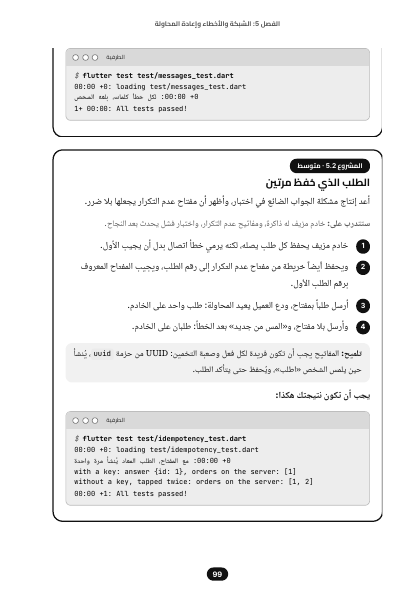 الفصل 5: الشبكة والأخطاء وإعادة المحاولة
الطرفية
$ flutter test test/messages_test.dart
00:00 +0: loading test/messages_test.dart
00:00 +0: لكل خطأ كلماته، بلغة الشخص
00:00 +1: All tests passed!
المشروع 5.2 · متوسط
الطلب الذي حُفظ مرتين
أعد إنتاج مشكلة الجواب الضائع في اختبار، وأظهر أن مفتاح عدم التكرار يجعلها بلا ضرر.
ستتدرب على: خادم مزيف له ذاكرة، ومفاتيح عدم التكرار، واختبار فشل يحدث بعد النجاح.
1 خادم مزيف يحفظ كل طلب يصله، لكنه يرمي خطأ اتصال بدل أن يجيب الأول.
2 ويحفظ أيضاً خريطة من مفتاح عدم التكرار إلى رقم الطلب، ويجيب المفتاح المعروف
برقم الطلب الأول.
3 أرسل طلباً بمفتاح، ودع العميل يعيد المحاولة: طلب واحد على الخادم.
4 وأرسل بلا مفتاح، و«المس من جديد» بعد الخطأ: طلبان على الخادم.
تلميح: المفاتيح يجب أن تكون فريدة لكل فعل وصعبة التخمين: UUID من حزمة uuid، يُنشأ
حين يلمس الشخص «اطلب»، ويُحفظ حتى يتأكد الطلب.
يجب أن تكون نتيجتك هكذا:
الطرفية
$ flutter test test/idempotency_test.dart
00:00 +0: loading test/idempotency_test.dart
00:00 +0: مع المفتاح، الطلب المعاد يُنشأ مرة واحدة
with a key: answer {id: 1}, orders on the server: [1]
without a key, tapped twice: orders on the server: [1, 2]
00:00 +1: All tests passed!
99